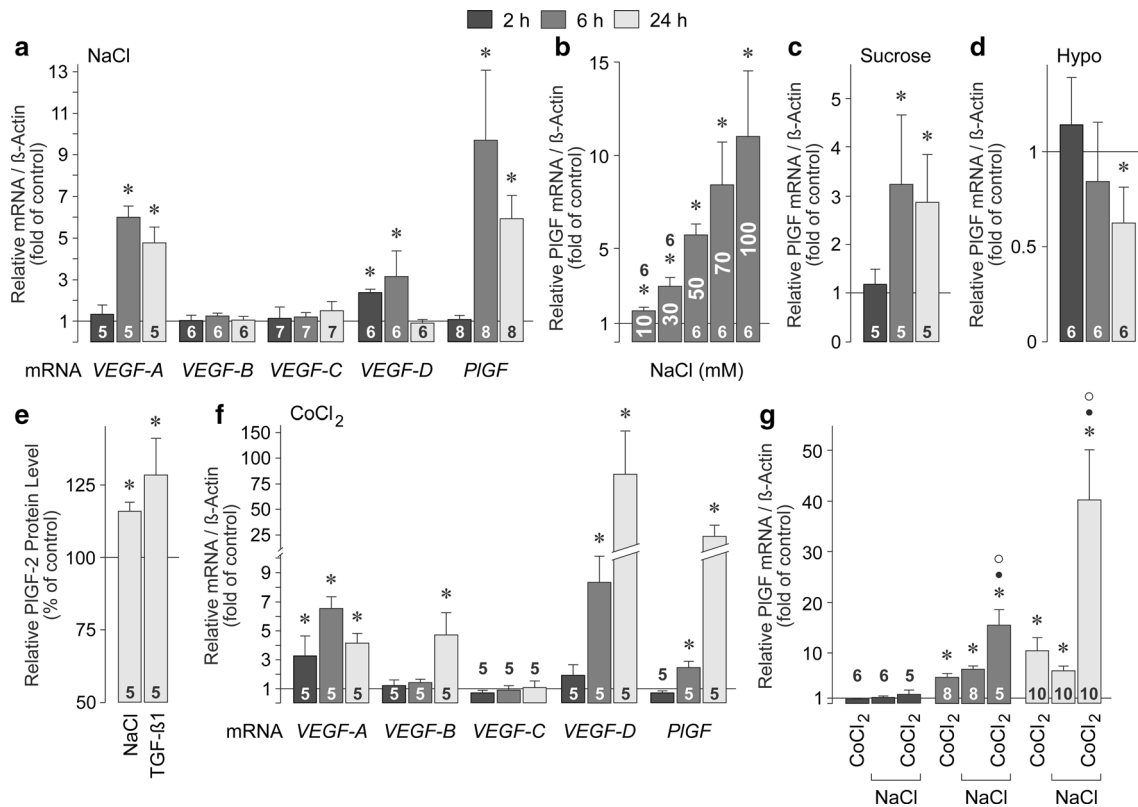 2 h 6 h 24 h
a NaCl
Relative mRNA / ß-Actin
(fold of control)
13
11
9
7
5
3
1
* * * * * *
5 5 5 6 6 6 7 7 7 6 6 6 8 8 8
mRNA VEGF-A VEGF-B VEGF-C VEGF-D PlGF
b
Relative PlGF mRNA / ß-Actin
(fold of control)
15
10
5
1
6 6
* * * * *
10 30 50 70 100
6 6 6
NaCl (mM)
c Sucrose
Relative PlGF mRNA / ß-Actin
(fold of control)
5
4
3
2
1
0
* *
5 5 5
d Hypo
Relative PlGF mRNA / ß-Actin
(fold of control)
1
0.5
0
*
6 6 6
e
Relative PlGF-2 Protein Level
(% of control)
125
100
75
50
* *
5 5
NaCl
TGF-ß1
f CoCl2
Relative mRNA / ß-Actin
(fold of control)
150
125
100
75
50
25
9
7
5
3
1
* * * * * * * *
5 5 5 5 5 5 5 5 5 5 5 5 5 5 5
mRNA VEGF-A VEGF-B VEGF-C VEGF-D PlGF
g
Relative PlGF mRNA / ß-Actin
(fold of control)
50
40
30
20
10
1
* * * * * *
6 6 5 8 8 5 10 10 10
CoCl2 CoCl2 CoCl2 CoCl2 CoCl2 CoCl2
NaCl NaCl NaCl